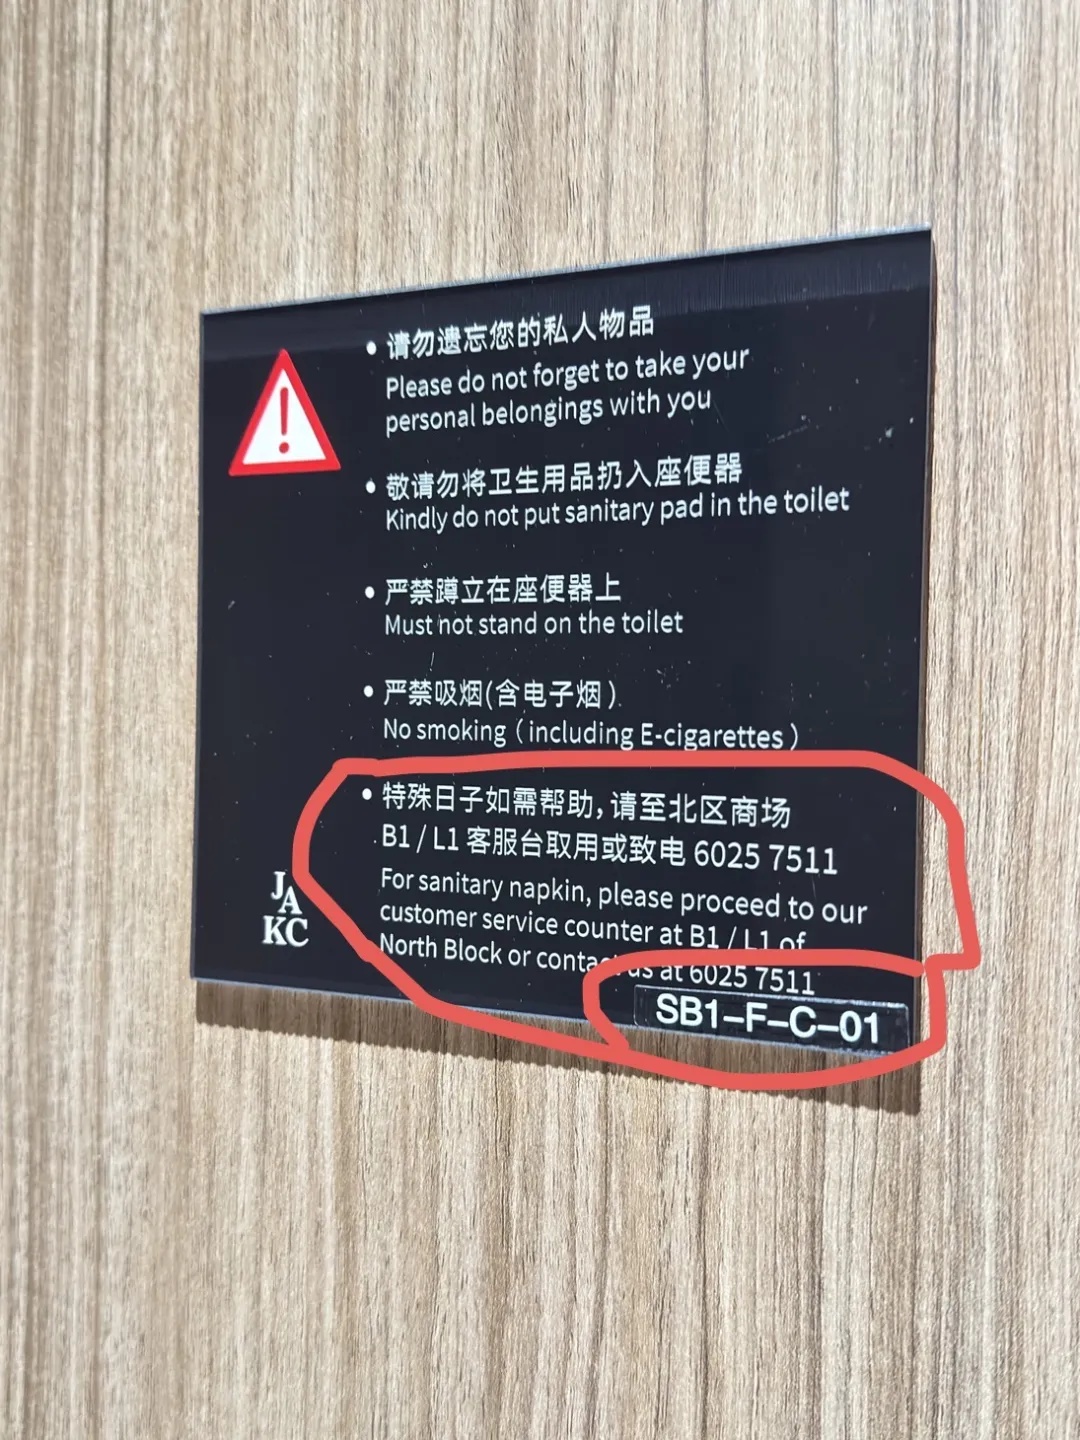 • 请勿遗忘您的私人物品
Please do not forget to take your
personal belongings with you
• 敬请勿将卫生用品扔入座便器
Kindly do not put sanitary pad in the toilet
• 严禁蹲立在座便器上
Must not stand on the toilet
• 严禁吸烟(含电子烟)
No smoking (including E-cigarettes)
• 特殊日子如需帮助,请至北区商场
B1 / L1 客服台取用或致电 6025 7511
For sanitary napkin, please proceed to our
customer service counter at B1 / L1 of
North Block or contact us at 6025 7511
JA
KC
SB1-F-C-01